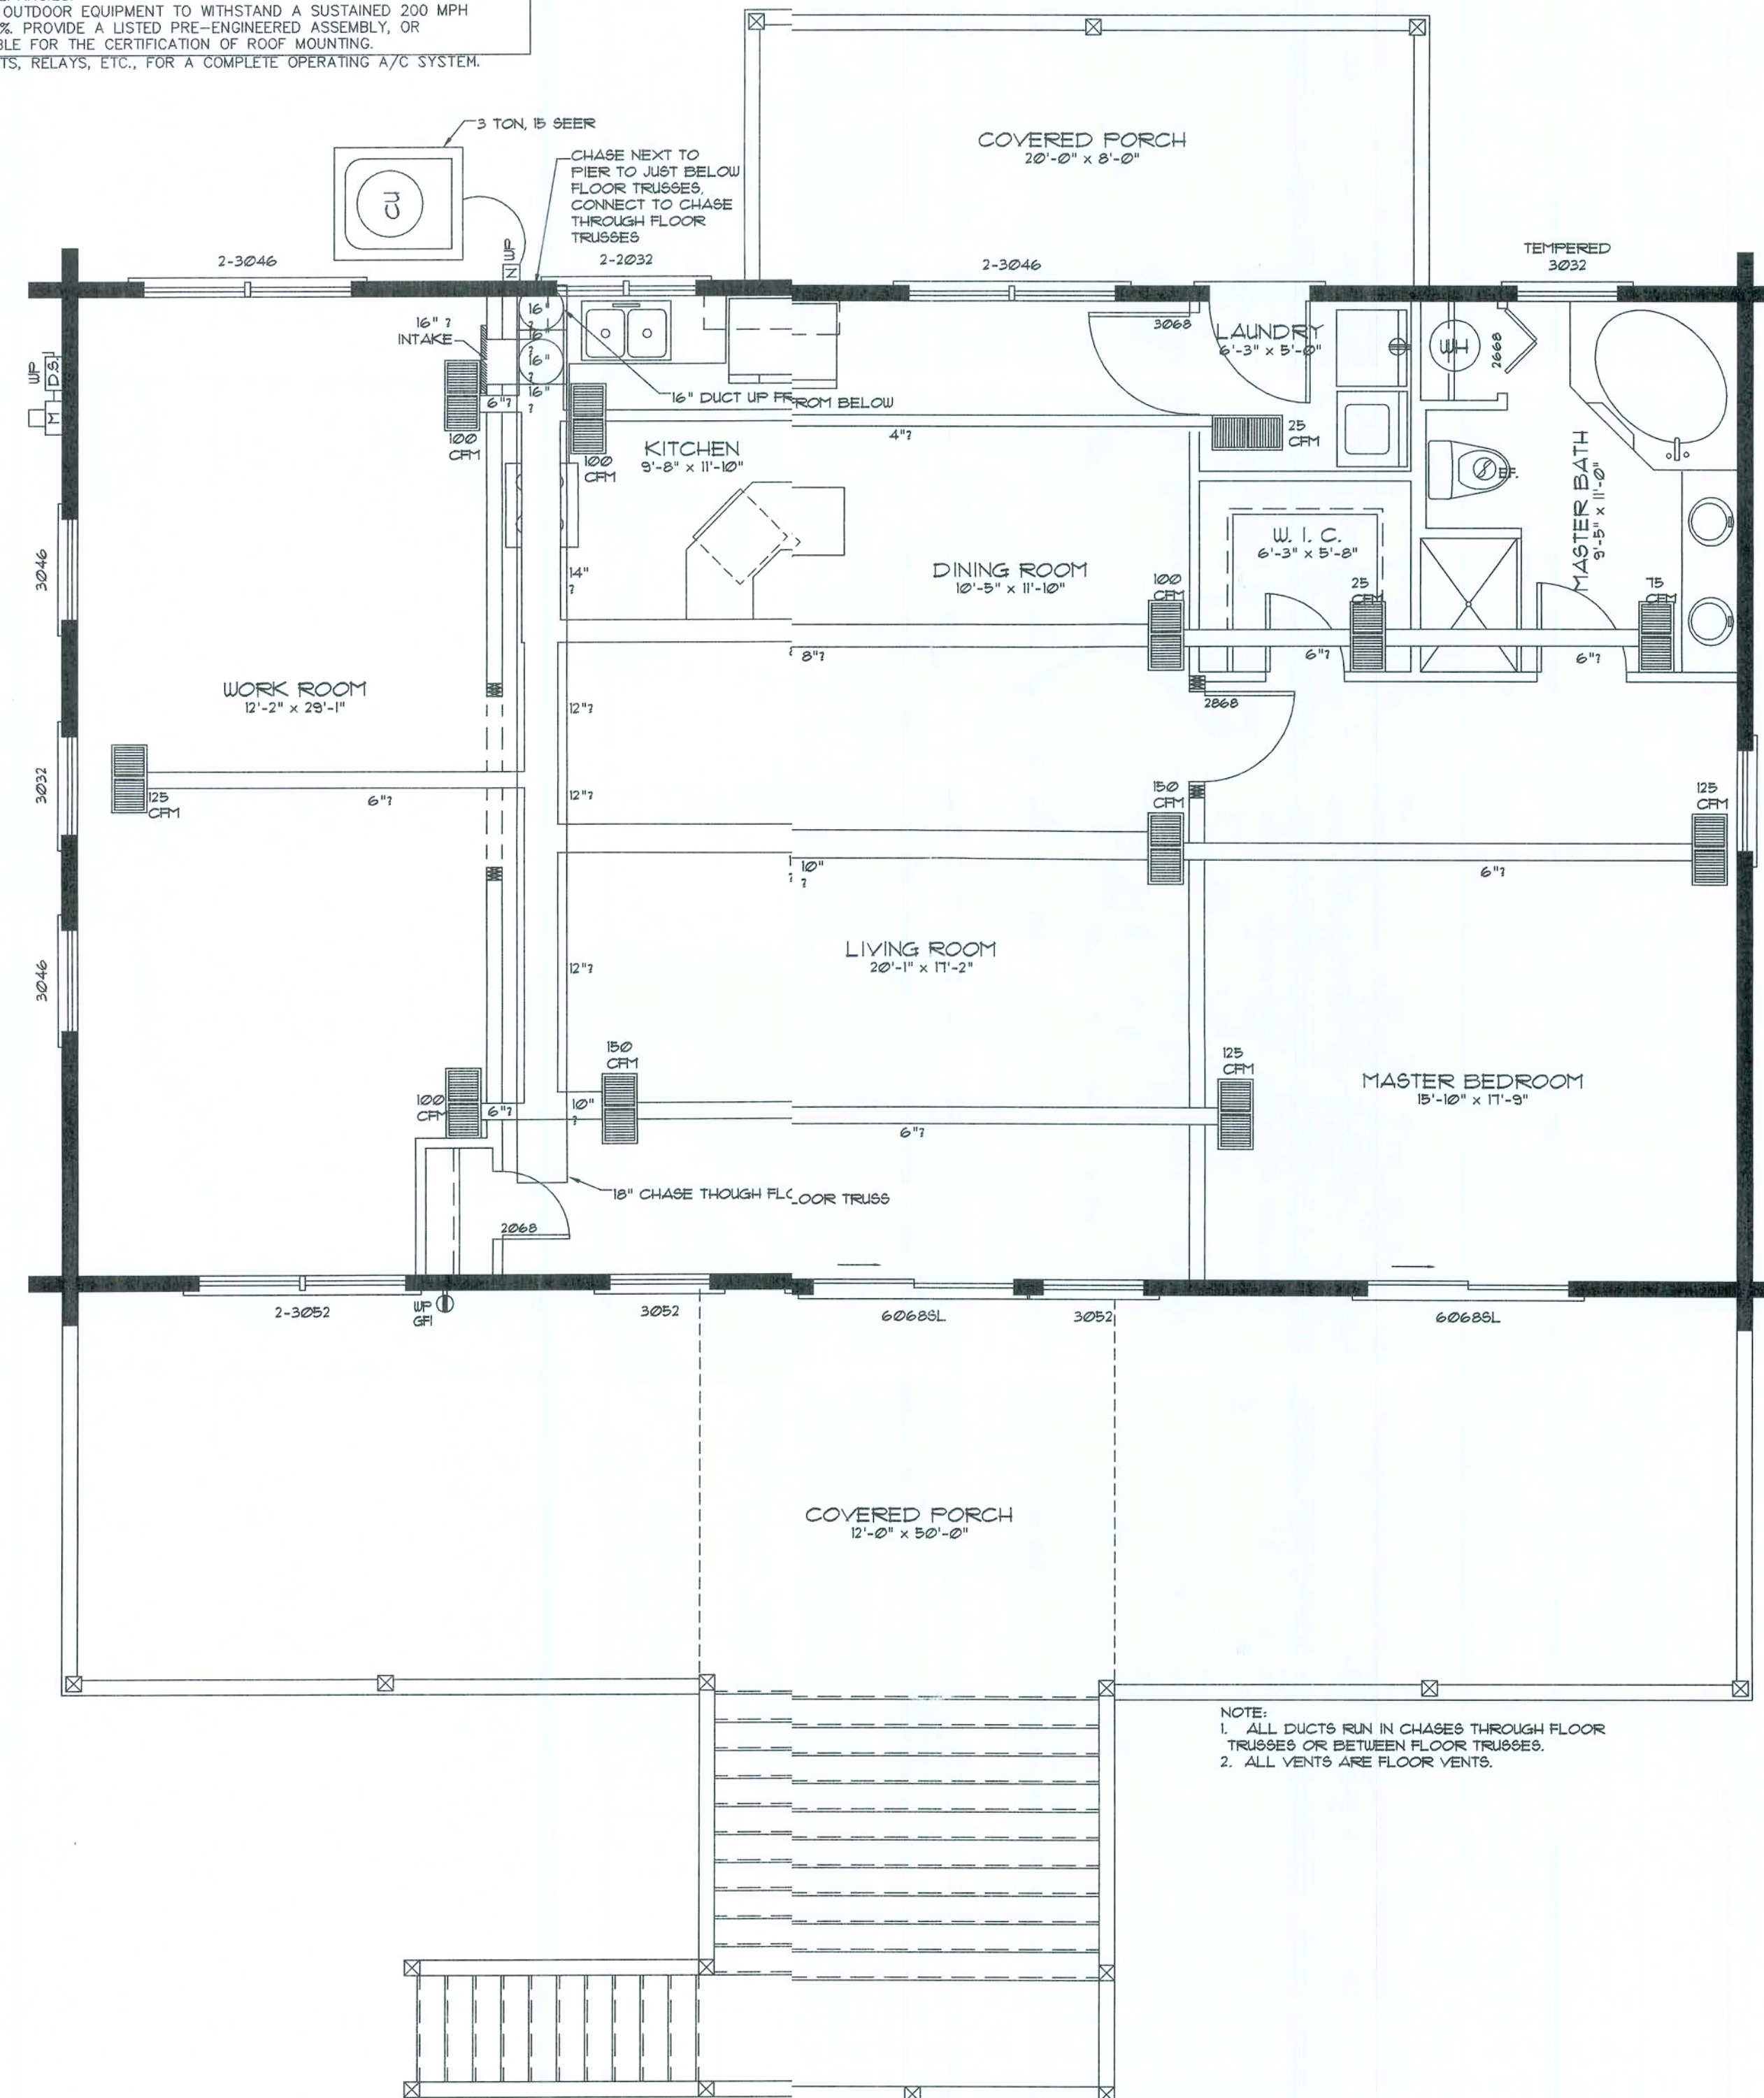 OUTDOOR EQUIPMENT TO WITHSTAND A SUSTAINED 200 MPH
%. PROVIDE A LISTED PRE-ENGINEERED ASSEMBLY, OR
BLE FOR THE CERTIFICATION OF ROOF MOUNTING.
TS, RELAYS, ETC., FOR A COMPLETE OPERATING A/C SYSTEM.
3 TON, 15 SEER
CU
CHASE NEXT TO
PIER TO JUST BELOW
FLOOR TRUSSES,
CONNECT TO CHASE
THROUGH FLOOR
TRUSSES
COVERED PORCH
20'-0" x 8'-0"
2-3046
WP
N
2-2032
2-3046
TEMPERED
3032
16" ?
INTAKE
16"
?
16"
?
16"
?
16"
?
WP
D.S.
M
6"?
100
CFM
100
CFM
16" DUCT UP FROM BELOW
KITCHEN
9'-8" x 11'-10"
4"?
3068
LAUNDRY
6'-3" x 5'-0"
25
CFM
WH
2668
MASTER BATH
9'-5" x 11'-0"
EF.
W. I. C.
6'-3" x 5'-8"
3046
14"
?
DINING ROOM
10'-5" x 11'-10"
100
CFM
25
CFM
75
CFM
8"?
6"?
6"?
WORK ROOM
12'-2" x 29'-1"
12"?
2868
3032
125
CFM
6"?
12"?
150
CFM
125
CFM
10"
?
6"?
3046
12"?
LIVING ROOM
20'-1" x 17'-2"
150
CFM
125
CFM
MASTER BEDROOM
15'-10" x 17'-9"
100
CFM
6"?
10"
?
6"?
18" CHASE THOUGH FLOOR TRUSS
2068
2-3052
WP
GFI
3052
6068SL
3052
6068SL
COVERED PORCH
12'-0" x 50'-0"
NOTE:
1. ALL DUCTS RUN IN CHASES THROUGH FLOOR
TRUSSES OR BETWEEN FLOOR TRUSSES.
2. ALL VENTS ARE FLOOR VENTS.